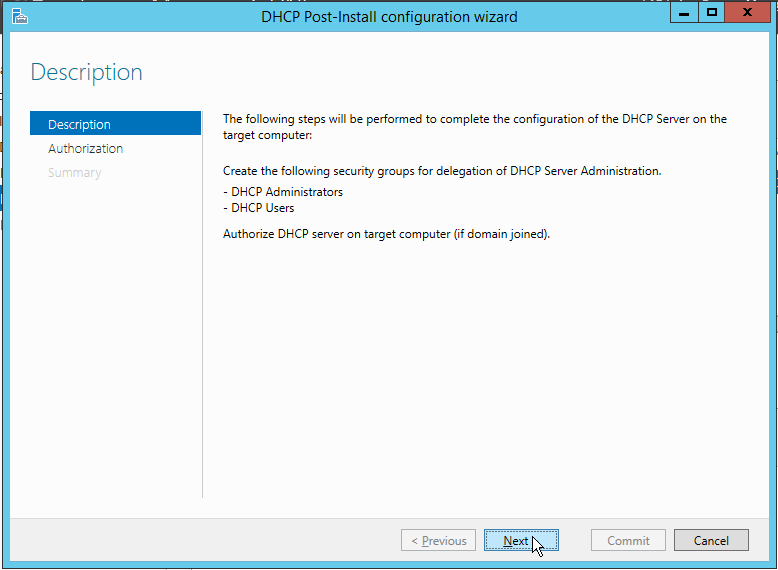 DHCP Post-Install configuration wizard
Description
Description
Authorization
Summary
The following steps will be performed to complete the configuration of the DHCP Server on the
target computer:
Create the following security groups for delegation of DHCP Server Administration.
- DHCP Administrators
- DHCP Users
Authorize DHCP server on target computer (if domain joined).
< Previous
Next
Commit
Cancel